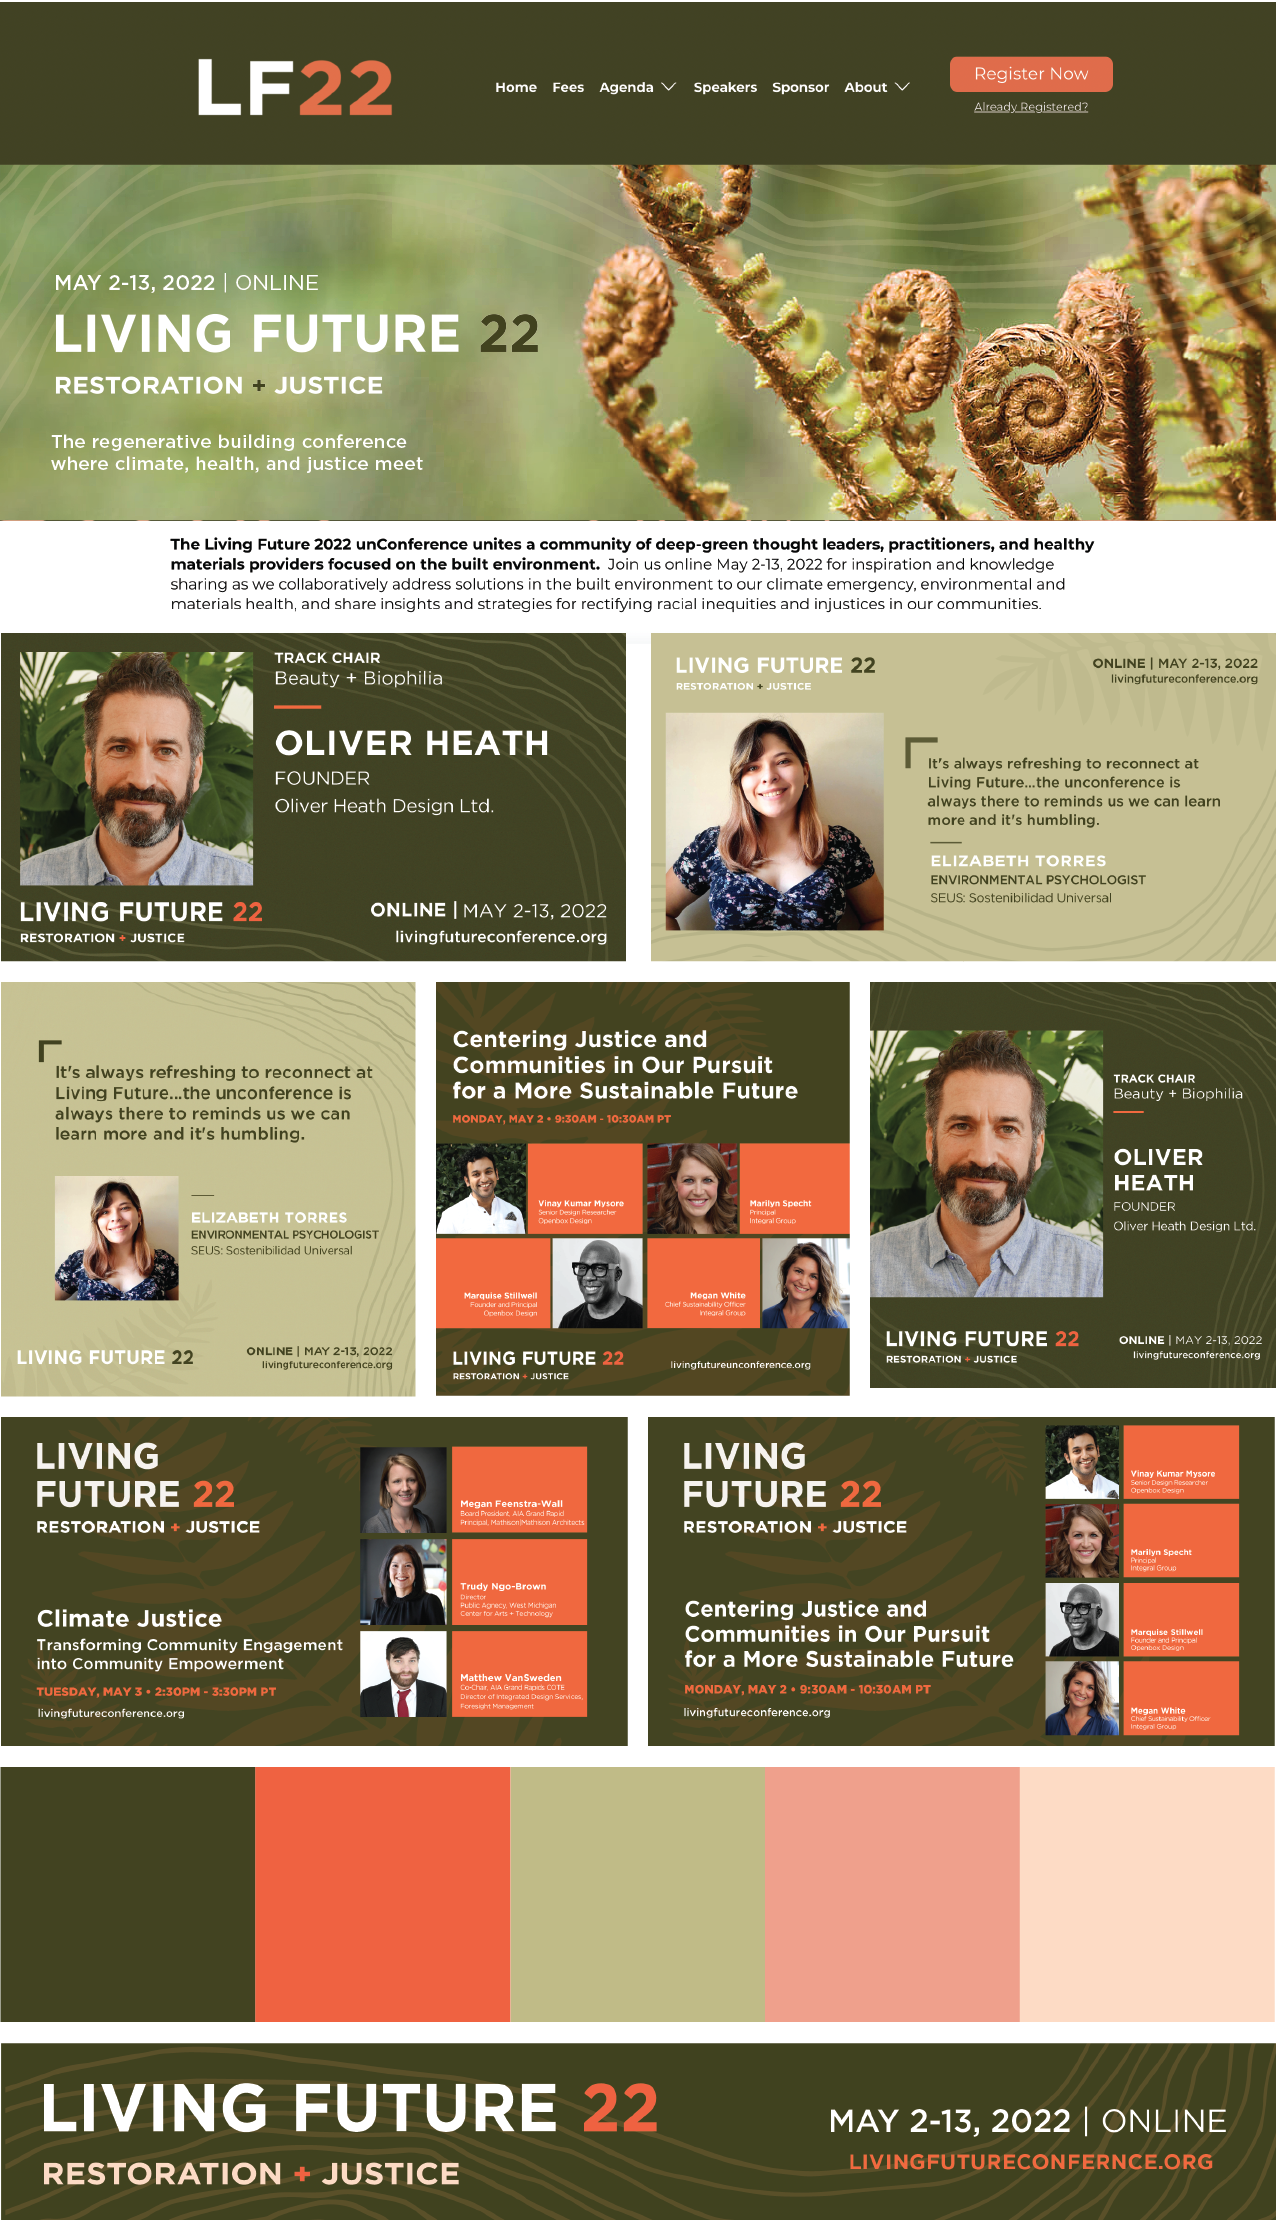 LF22
Home Fees Agenda Speakers Sponsor About
Register Now
Already Registered?
MAY 2-13, 2022 | ONLINE
LIVING FUTURE 22
RESTORATION + JUSTICE
The regenerative building conference
where climate, health, and justice meet
The Living Future 2022 unConference unites a community of deep-green thought leaders, practitioners, and healthy
materials providers focused on the built environment. Join us online May 2-13, 2022 for inspiration and knowledge
sharing as we collaboratively address solutions in the built environment to our climate emergency, environmental and
materials health, and share insights and strategies for rectifying racial inequities and injustices in our communities.
TRACK CHAIR
Beauty + Biophilia
OLIVER HEATH
FOUNDER
Oliver Heath Design Ltd.
LIVING FUTURE 22
RESTORATION + JUSTICE
ONLINE | MAY 2-13, 2022
livingfutureconference.org
LIVING FUTURE 22
RESTORATION + JUSTICE
ONLINE | MAY 2-13, 2022
livingfutureconference.org
It's always refreshing to reconnect at
Living Future...the unconference is
always there to reminds us we can learn
more and it's humbling.
ELIZABETH TORRES
ENVIRONMENTAL PSYCHOLOGIST
SEUS: Sostenibilidad Universal
It's always refreshing to reconnect at
Living Future...the unconference is
always there to reminds us we can
learn more and it's humbling.
ELIZABETH TORRES
ENVIRONMENTAL PSYCHOLOGIST
SEUS: Sostenibilidad Universal
LIVING FUTURE 22
ONLINE | MAY 2-13, 2022
livingfutureconference.org
Centering Justice and
Communities in Our Pursuit
for a More Sustainable Future
MONDAY, MAY 2 • 9:30AM - 10:30AM PT
Vinay Kumar Mysore
Senior Design Researcher
Openbox Design
Marilyn Specht
Principal
Integral Group
Marquise Stillwell
Founder and Principal
Openbox Design
Megan White
Chief Sustainability Officer
Integral Group
LIVING FUTURE 22
RESTORATION + JUSTICE
livingfutureunconference.org
TRACK CHAIR
Beauty + Biophilia
OLIVER
HEATH
FOUNDER
Oliver Heath Design Ltd.
LIVING FUTURE 22
RESTORATION + JUSTICE
ONLINE | MAY 2-13, 2022
livingfutureconference.org
LIVING
FUTURE 22
RESTORATION + JUSTICE
Climate Justice
Transforming Community Engagement
into Community Empowerment
TUESDAY, MAY 3 • 2:30PM - 3:30PM PT
livingfutureconference.org
Megan Feenstra-Wall
Board President, AIA Grand Rapid
Principal, Mathison|Mathison Architects
Trudy Ngo-Brown
Director
Public Agnecy, West Michigan
Center for Arts + Technology
Matthew VanSweden
Co-Chair, AIA Grand Rapids COTE
Director of Integrated Design Services,
Foresight Management
LIVING
FUTURE 22
RESTORATION + JUSTICE
Centering Justice and
Communities in Our Pursuit
for a More Sustainable Future
MONDAY, MAY 2 • 9:30AM - 10:30AM PT
livingfutureconference.org
Vinay Kumar Mysore
Senior Design Researcher
Openbox Design
Marilyn Specht
Principal
Integral Group
Marquise Stillwell
Founder and Principal
Openbox Design
Megan White
Chief Sustainability Officer
Integral Group
LIVING FUTURE 22
RESTORATION + JUSTICE
MAY 2-13, 2022 | ONLINE
LIVINGFUTURECONFERNCE.ORG